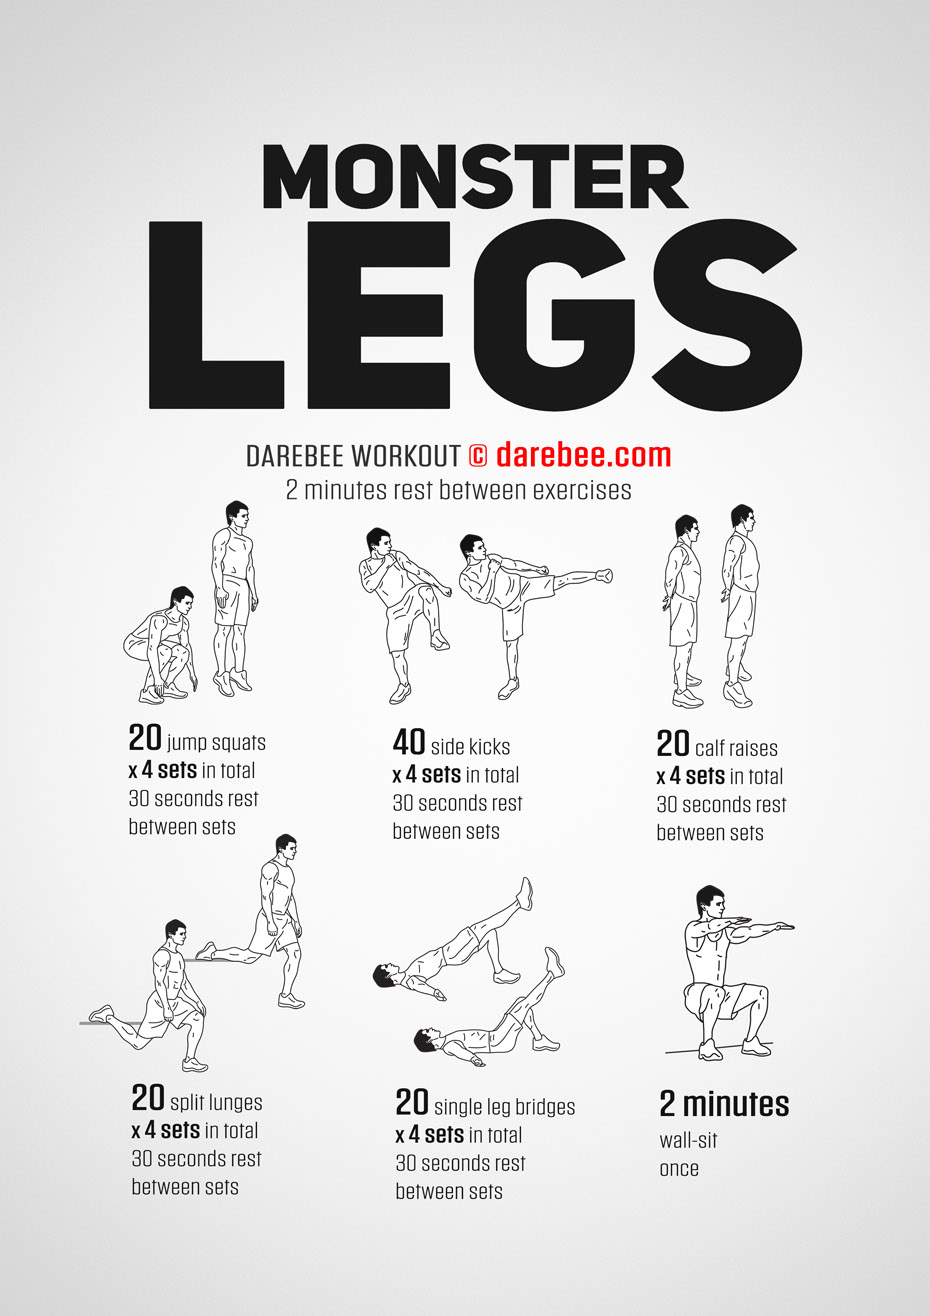 MONSTER
LEGS
DAREBEE WORKOUT © darebee.com
2 minutes rest between exercises
20 jump squats
x 4 sets in total
30 seconds rest
between sets
40 side kicks
x 4 sets in total
30 seconds rest
between sets
20 calf raises
x 4 sets in total
30 seconds rest
between sets
20 split lunges
x 4 sets in total
30 seconds rest
between sets
20 single leg bridges
x 4 sets in total
30 seconds rest
between sets
2 minutes
wall-sit
once